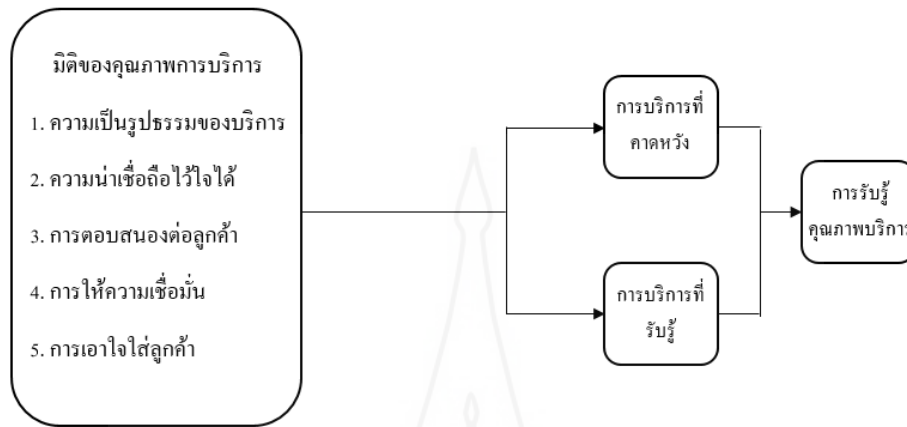 มิติของคุณภาพการบริการ
1. ความเป็นรูปธรรมของบริการ
2. ความน่าเชื่อถือไว้ใจได้
3. การตอบสนองต่อลูกค้า
4. การให้ความเชื่อมั่น
5. การเอาใจใส่ลูกค้า
การบริการที่
คาดหวัง
การบริการที่
รับรู้
การรับรู้
คุณภาพบริการ